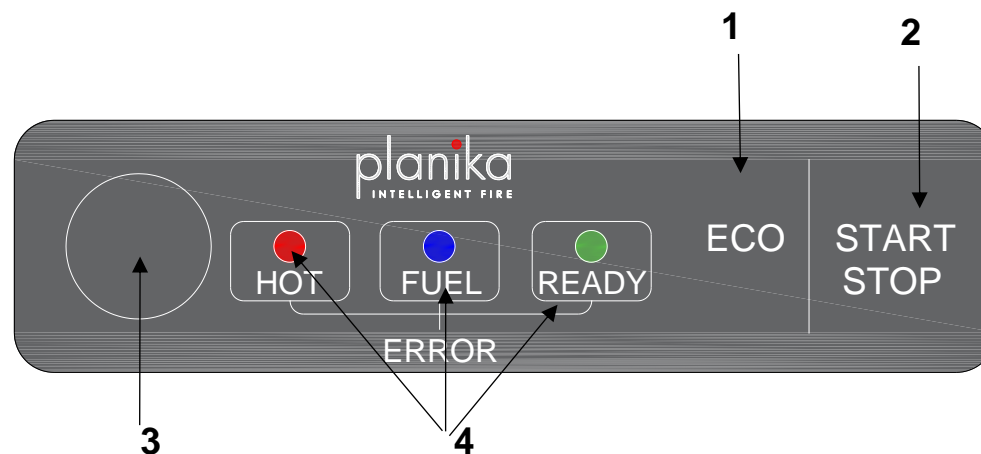 1
2
planika
INTELLIGENT FIRE
ECO
START
STOP
HOT
FUEL
READY
ERROR
3
4